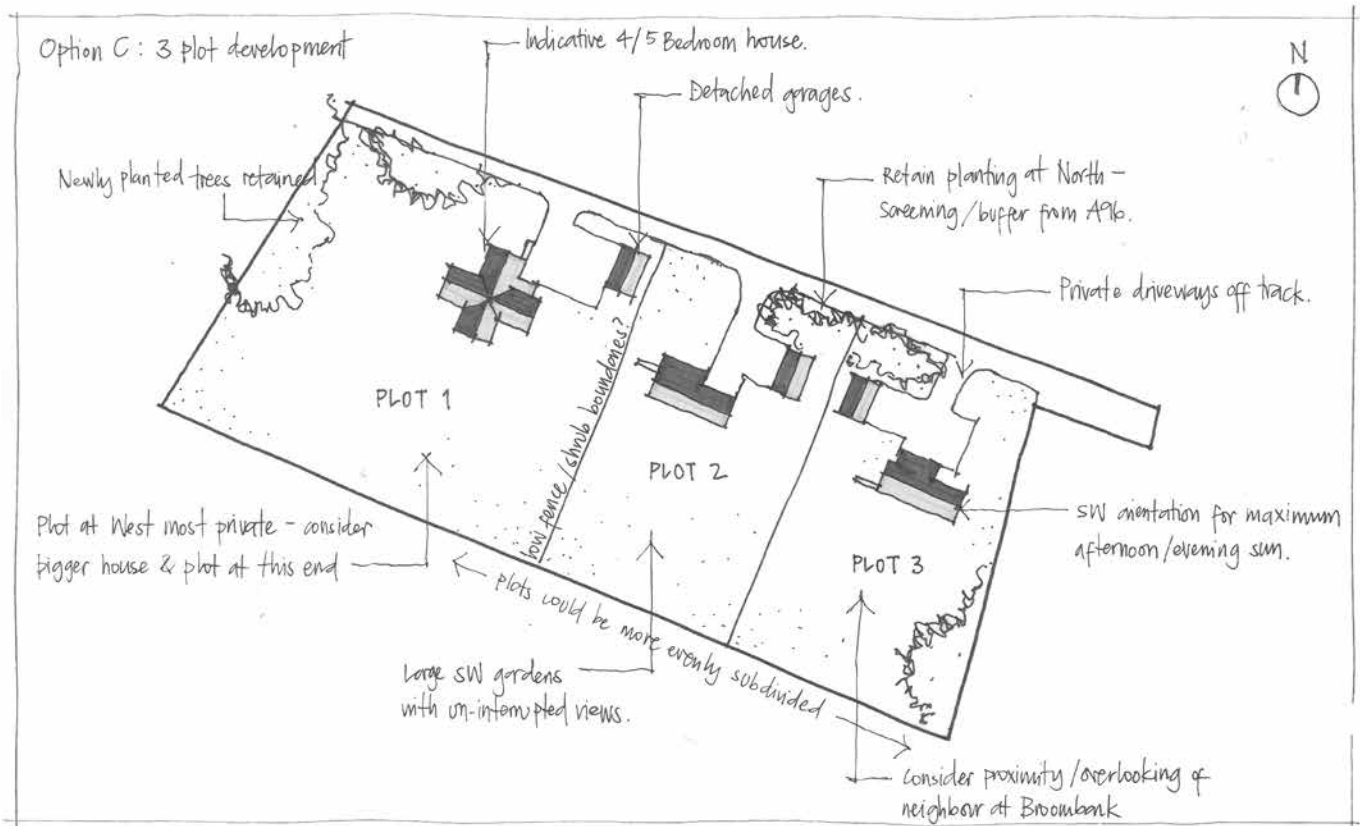 Option C: 3 plot development
Indicative 4/5 Bedroom house.
N
Detached garages.
Newly planted trees retained
Retain planting at North -
screening/buffer from A96.
Private driveways off track.
PLOT 1
low fence/shrub boundaries?
PLOT 2
SW orientation for maximum
afternoon/evening sun.
Plot at West most private - consider
bigger house & plot at this end
PLOT 3
plots could be more evenly subdivided
Large SW gardens
with un-interrupted views.
Consider proximity/overlooking of
neighbour at Broombank